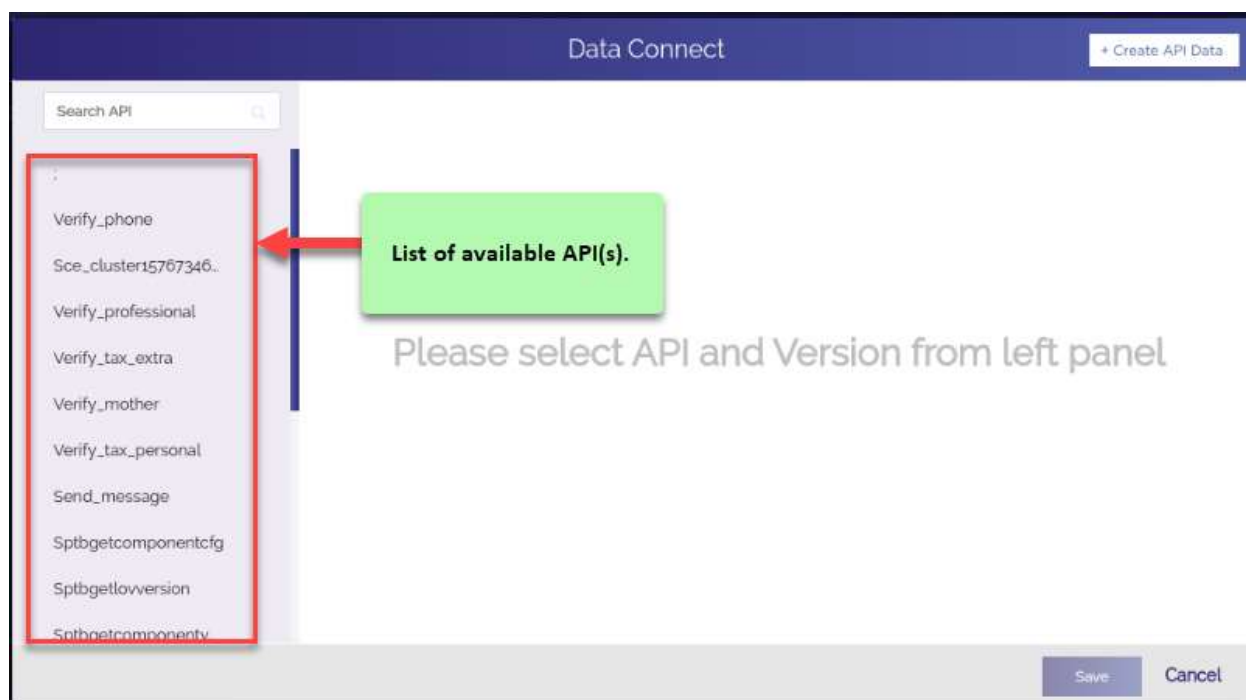 Data Connect
+ Create API Data
Search API
:
Verify_phone
Sce_cluster15767346..
Verify_professional
Verify_tax_extra
Verify_mother
Verify_tax_personal
Send_message
Sptbgetcomponentcfg
Sptbgetlovversion
Sptbgetcomponentv
List of available API(s).
Please select API and Version from left panel
Save
Cancel